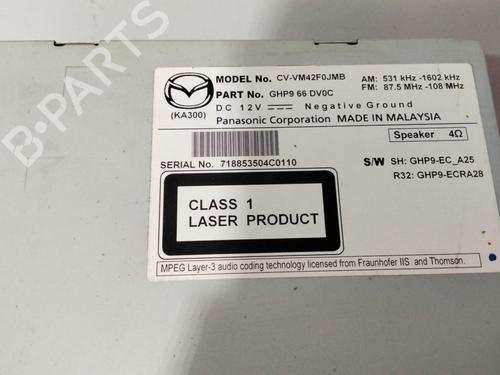 MODEL No. CV-VM42F0JMB AM: 531 kHz -1602 kHz
PART No. GHP9 66 DV0C FM: 87.5 MHz -108 MHz
(KA300)
DC 12V Negative Ground
Panasonic Corporation MADE IN MALAYSIA
Speaker 4Ω
SERIAL No. 718853504C0110
S/W SH: GHP9-EC_A25
R32: GHP9-ECRA28
CLASS 1
LASER PRODUCT
MPEG Layer-3 audio coding technology licensed from Fraunhofer IIS and Thomson.
B-PARTS